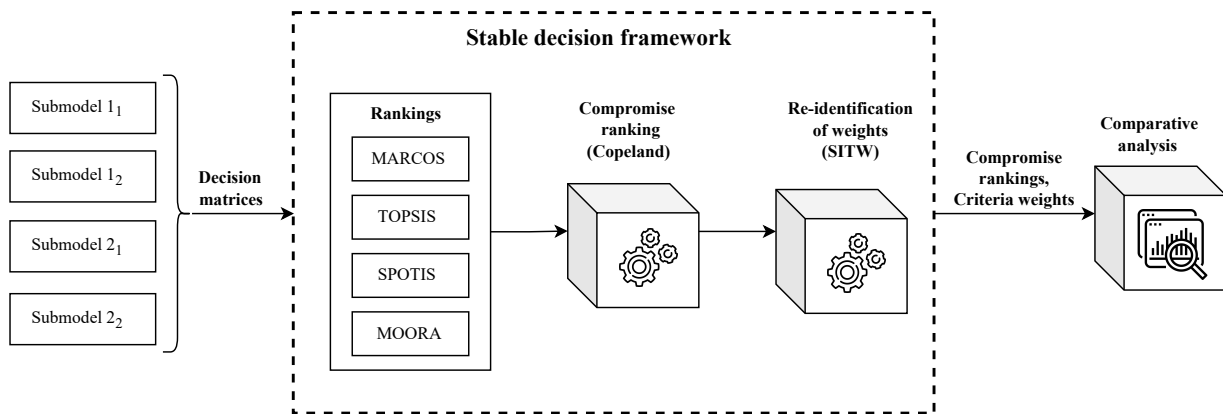 Stable decision framework
Submodel 1₁
Submodel 1₂
Submodel 2₁
Submodel 2₂
Decision
matrices
Rankings
MARCOS
TOPSIS
SPOTIS
MOORA
Compromise
ranking
(Copeland)
Re-identification
of weights
(SITW)
Compromise
rankings,
Criteria weights
Comparative
analysis